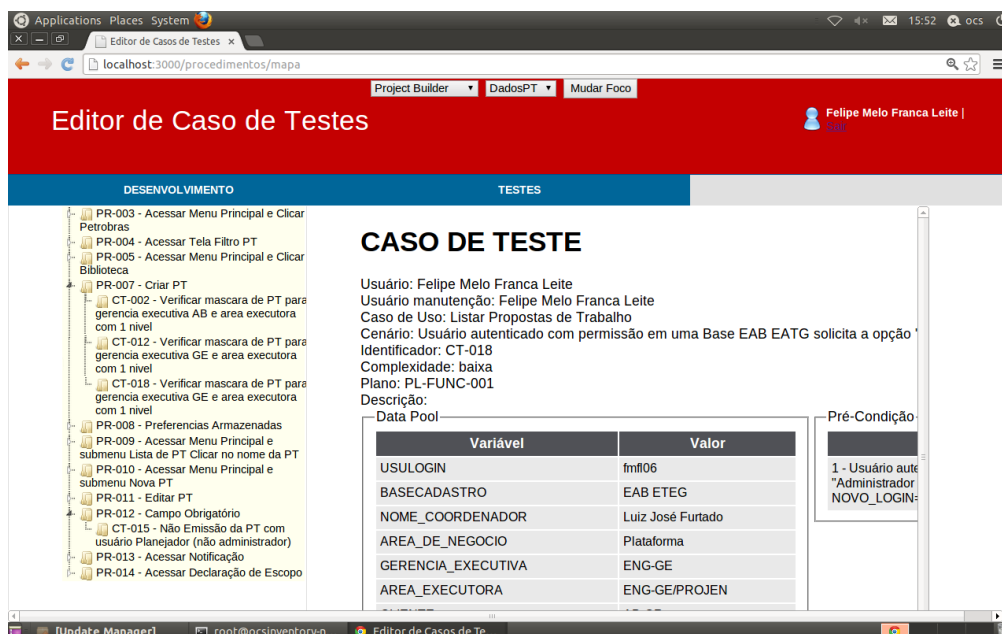 Applications Places System
15:52
ocs
Editor de Casos de Testes
localhost:3000/procedimentos/mapa
Project Builder
DadosPT
Mudar Foco
Editor de Caso de Testes
Felipe Melo Franca Leite |
Sair
DESENVOLVIMENTO
TESTES
PR-003 - Acessar Menu Principal e Clicar
Petrobras
PR-004 - Acessar Tela Filtro PT
PR-005 - Acessar Menu Principal e Clicar
Biblioteca
PR-007 - Criar PT
CT-002 - Verificar mascara de PT para
gerencia executiva AB e area executora
com 1 nivel
CT-012 - Verificar mascara de PT para
gerencia executiva GE e area executora
com 1 nivel
CT-018 - Verificar mascara de PT para
gerencia executiva GE e area executora
com 1 nivel
PR-008 - Preferencias Armazenadas
PR-009 - Acessar Menu Principal e
submenu Lista de PT Clicar no nome da PT
PR-010 - Acessar Menu Principal e
submenu Nova PT
PR-011 - Editar PT
PR-012 - Campo Obrigatório
CT-015 - Não Emissão da PT com
usuário Planejador (não administrador)
PR-013 - Acessar Notificação
PR-014 - Acessar Declaração de Escopo
CASO DE TESTE
Usuário: Felipe Melo Franca Leite
Usuário manutenção: Felipe Melo Franca Leite
Caso de Uso: Listar Propostas de Trabalho
Cenário: Usuário autenticado com permissão em uma Base EAB EATG solicita a opção '
Identificador: CT-018
Complexidade: baixa
Plano: PL-FUNC-001
Descrição:
Data Pool
Variável Valor
USULOGIN fmfl06
BASECADASTRO EAB ETEG
NOME_COORDENADOR Luiz José Furtado
AREA_DE_NEGOCIO Plataforma
GERENCIA_EXECUTIVA ENG-GE
AREA_EXECUTORA ENG-GE/PROJEN
Pré-Condição
1 - Usuário aute
"Administrador
NOVO_LOGIN=
[Update Manager]
root@ocsinventory-n
Editor de Casos de Te